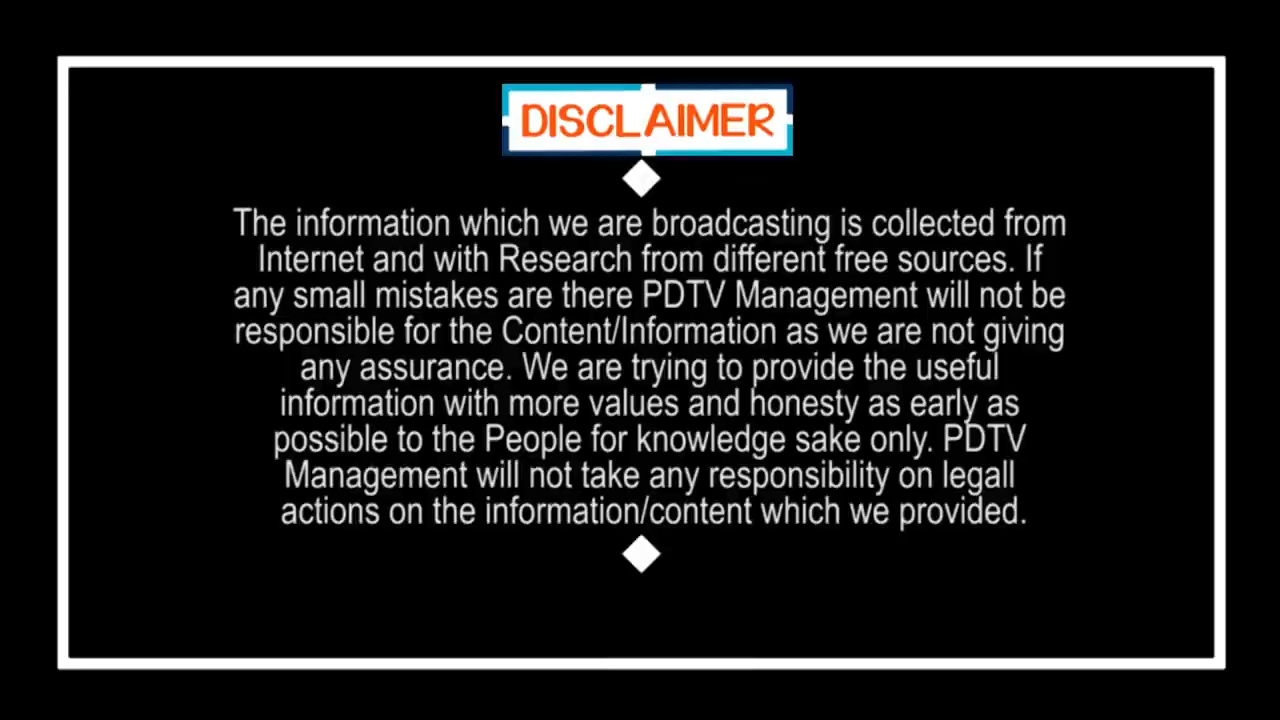 DISCLAIMER
The information which we are broadcasting is collected from
Internet and with Research from different free sources. If
any small mistakes are there PDTV Management will not be
responsible for the Content/Information as we are not giving
any assurance. We are trying to provide the useful
information with more values and honesty as early as
possible to the People for knowledge sake only. PDTV
Management will not take any responsibility on legall
actions on the information/content which we provided.